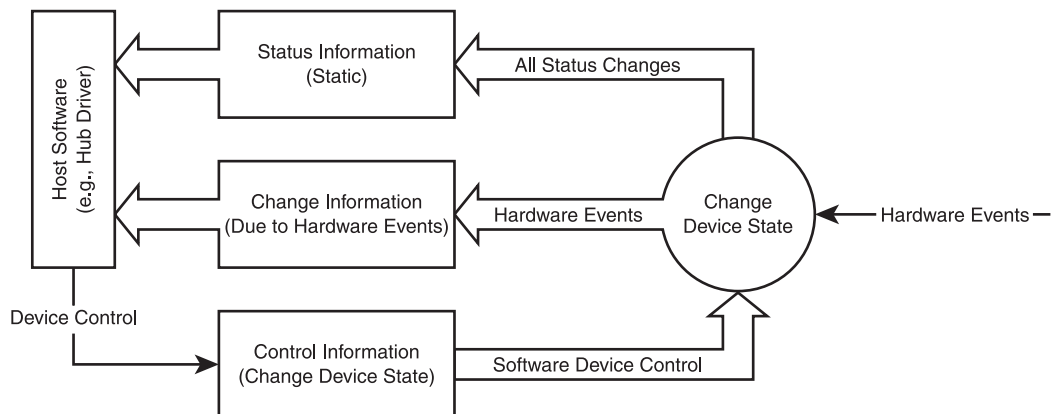 Host Software
(e.g., Hub Driver)
Status Information
(Static)
All Status Changes
Change Information
(Due to Hardware Events)
Hardware Events
Change
Device State
Hardware Events
Device Control
Control Information
(Change Device State)
Software Device Control